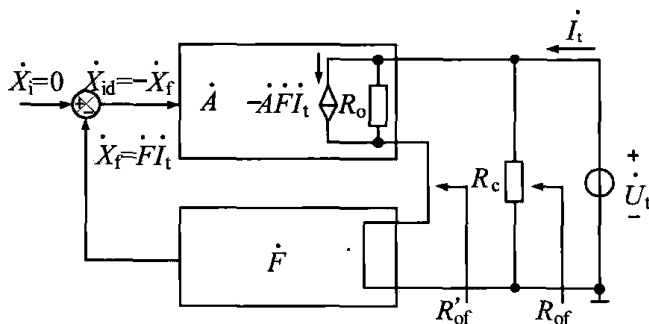 İ_t
Ẋ_i=0
Ẋ_id=-Ẋ_f
Ȧ
-ȦḞİ_t
R_o
Ẋ_f=Ḟİ_t
R_c
+
U̇_t
−
Ḟ
R'_of
R_of